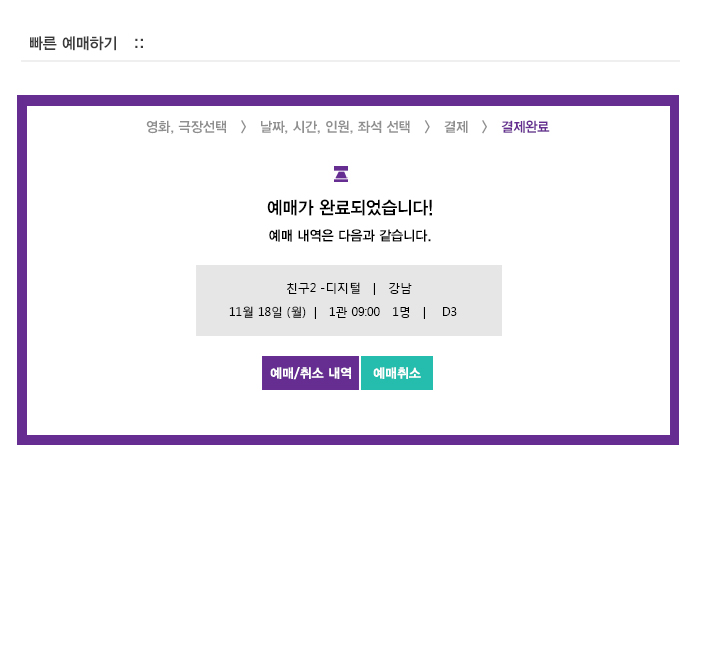 빠른 예매하기 ::
영화, 극장선택 〉 날짜, 시간, 인원, 좌석 선택 〉 결제 〉 결제완료
예매가 완료되었습니다!
예매 내역은 다음과 같습니다.
친구2 -디지털 | 강남
11월 18일 (월) | 1관 09:00 1명 | D3
예매/취소 내역 예매취소